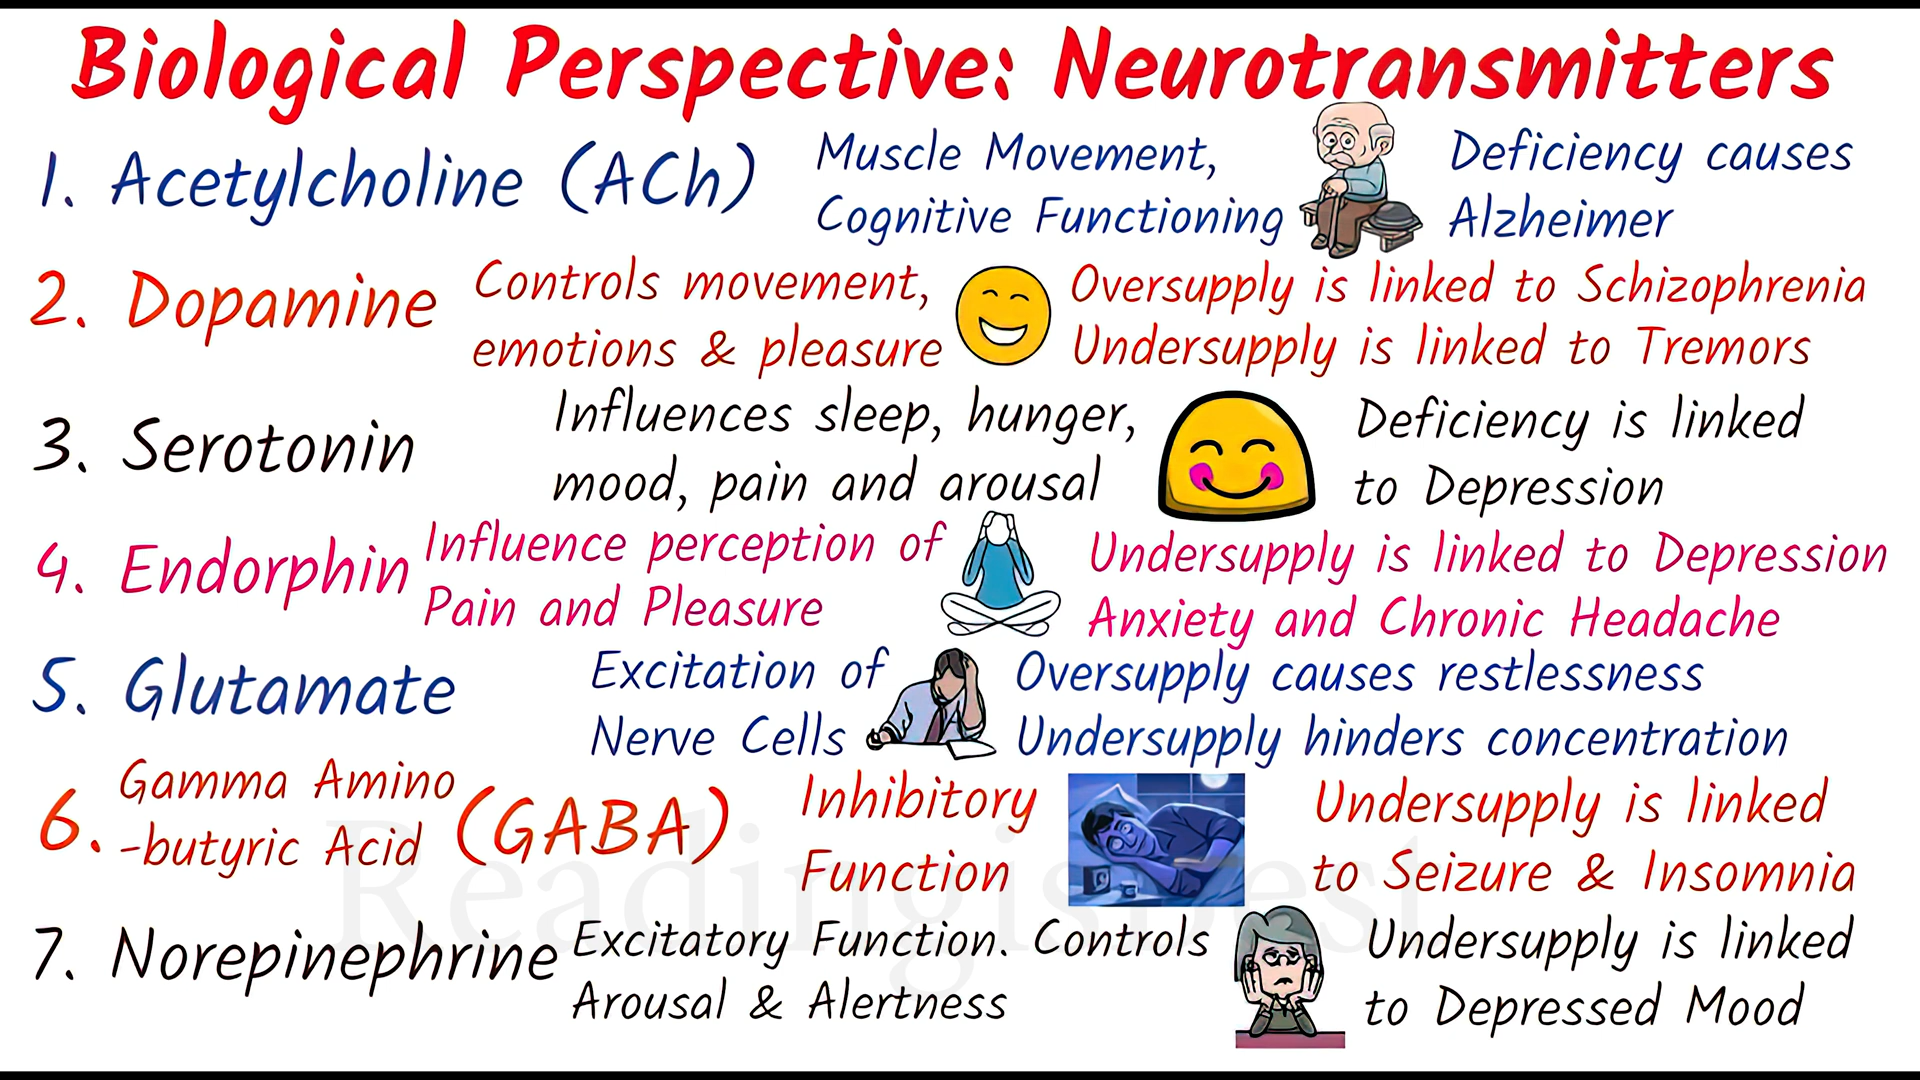 Biological Perspective: Neurotransmitters
1. Acetylcholine (ACh)
Muscle Movement,
Cognitive Functioning
Deficiency causes
Alzheimer
2. Dopamine
Controls movement,
emotions & pleasure
Oversupply is linked to Schizophrenia
Undersupply is linked to Tremors
3. Serotonin
Influences sleep, hunger,
mood, pain and arousal
Deficiency is linked
to Depression
4. Endorphin
Influence perception of
Pain and Pleasure
Undersupply is linked to Depression
Anxiety and Chronic Headache
5. Glutamate
Excitation of
Nerve Cells
Oversupply causes restlessness
Undersupply hinders concentration
6. Gamma Amino
-butyric Acid (GABA)
Inhibitory
Function
Undersupply is linked
to Seizure & Insomnia
7. Norepinephrine
Excitatory Function. Controls
Arousal & Alertness
Undersupply is linked
to Depressed Mood
Readingisbest